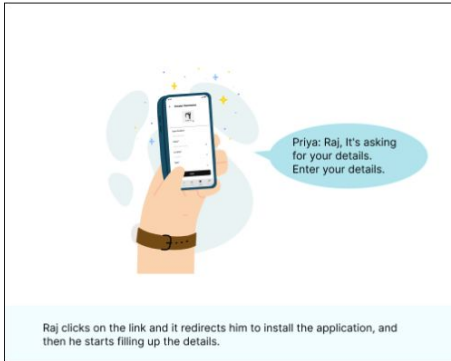 Priya: Raj, It's asking
for your details.
Enter your details.
Raj clicks on the link and it redirects him to install the application, and
then he starts filling up the details.